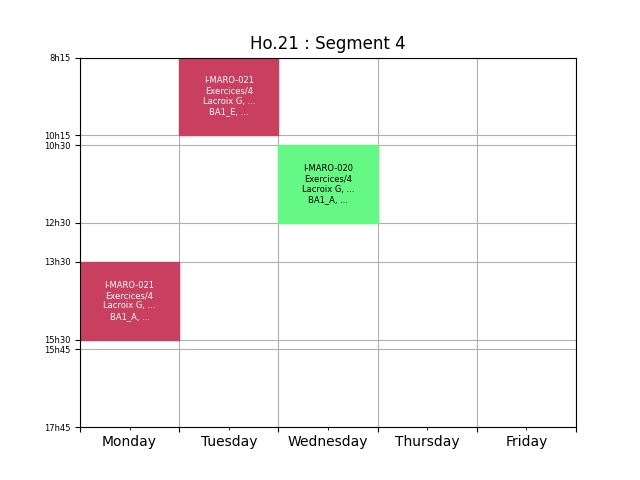 Ho.21 : Segment 4
8h15
I-MARO-021
Exercices/4
Lacroix G, ...
BA1_E, ...
10h15
10h30
I-MARO-020
Exercices/4
Lacroix G, ...
BA1_A, ...
12h30
13h30
I-MARO-021
Exercices/4
Lacroix G, ...
BA1_A, ...
15h30
15h45
17h45
Monday Tuesday Wednesday Thursday Friday